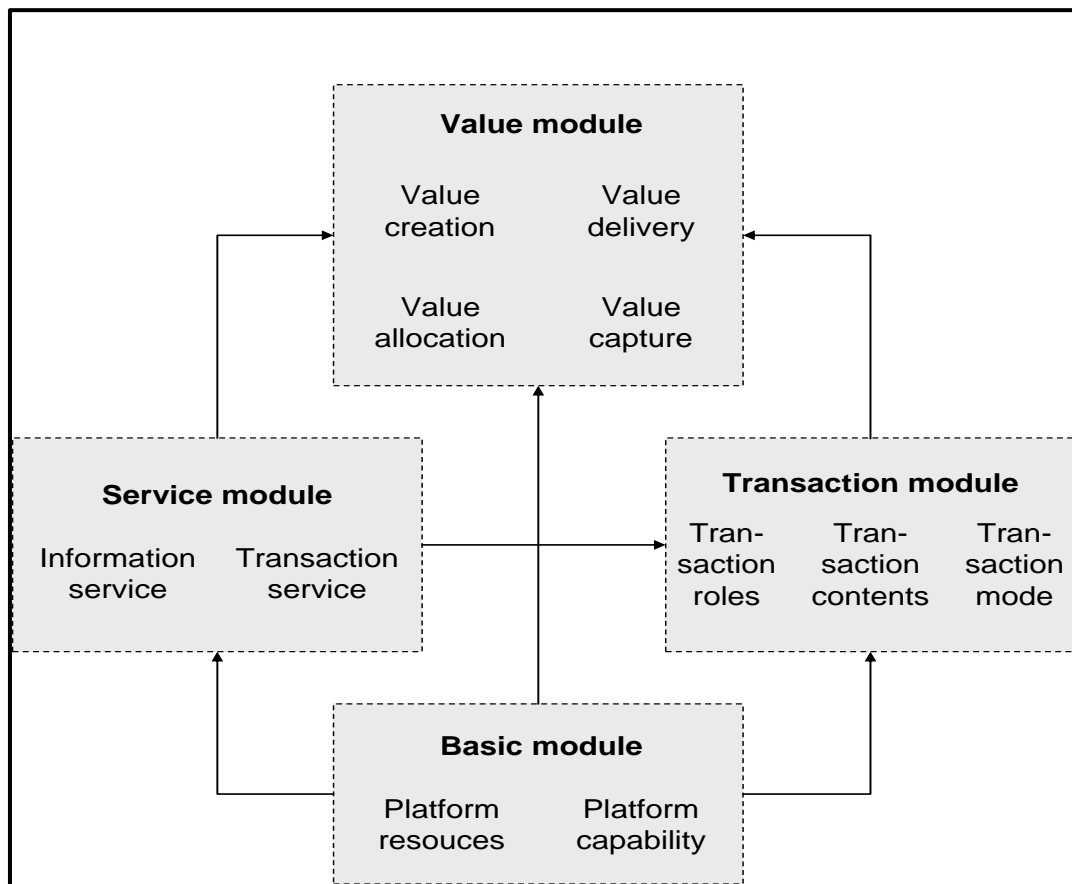 Value module
Value
creation
Value
delivery
Value
allocation
Value
capture
Service module
Information
service
Transaction
service
Transaction module
Tran-
saction
roles
Tran-
saction
contents
Tran-
saction
mode
Basic module
Platform
resouces
Platform
capability